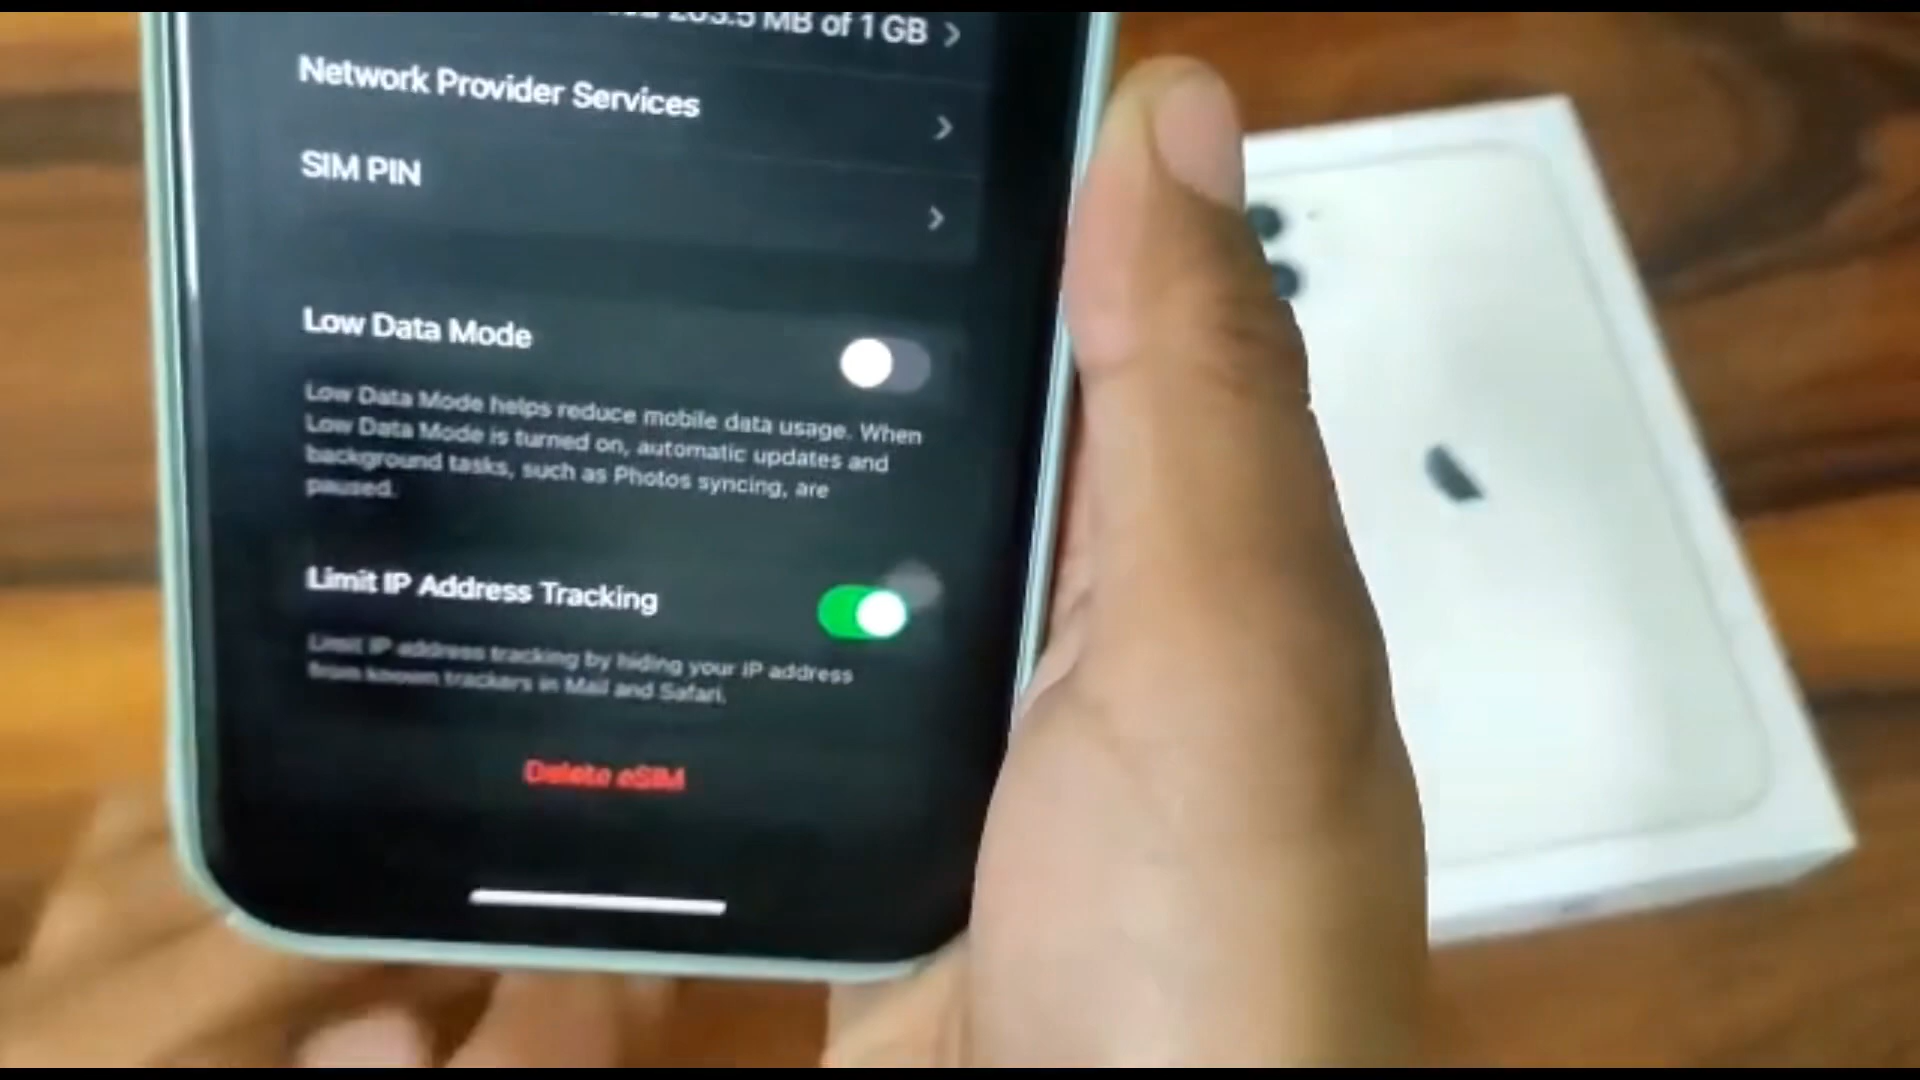 MB of 1 GB
Network Provider Services
SIM PIN
Low Data Mode
Low Data Mode helps reduce mobile data usage. When
Low Data Mode is turned on, automatic updates and
background tasks, such as Photos syncing, are
paused.
Limit IP Address Tracking
Limit IP address tracking by hiding your IP address
from known trackers in Mail and Safari.
Delete eSIM